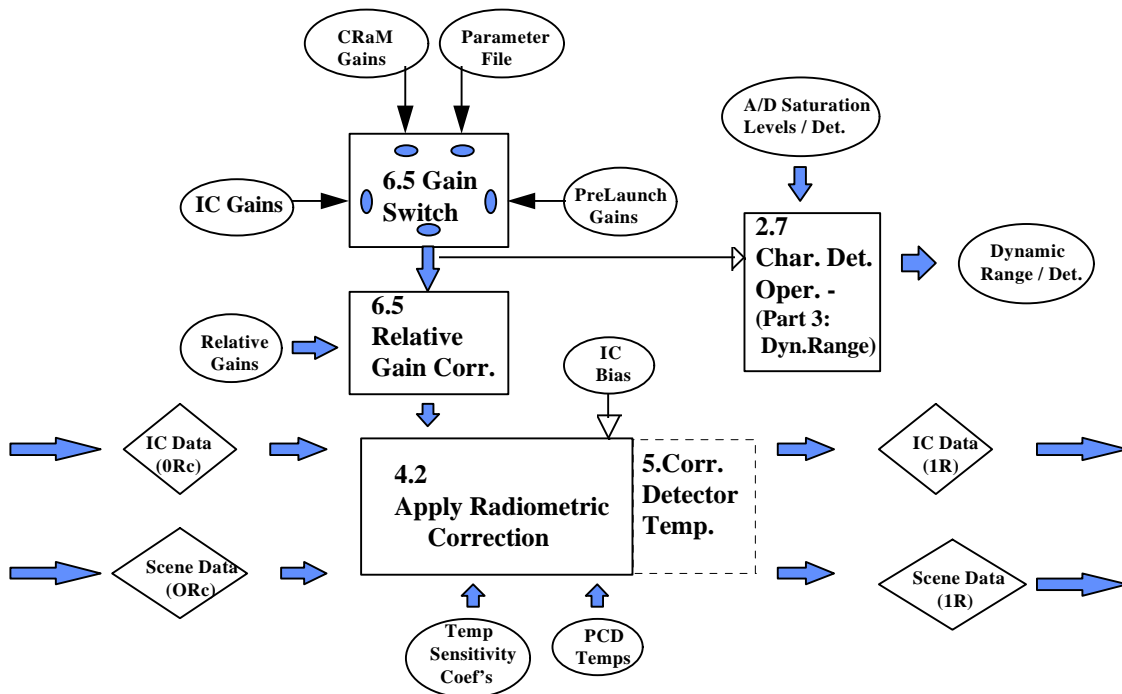 CRaM
Gains
Parameter
File
A/D Saturation
Levels / Det.
6.5 Gain
Switch
IC Gains
PreLaunch
Gains
2.7
Char. Det.
Oper. -
(Part 3:
Dyn.Range)
Dynamic
Range / Det.
6.5
Relative
Gain Corr.
Relative
Gains
IC
Bias
IC Data
(0Rc)
4.2
Apply Radiometric
Correction
5.Corr.
Detector
Temp.
IC Data
(1R)
Scene Data
(ORc)
Scene Data
(1R)
Temp
Sensitivity
Coef's
PCD
Temps